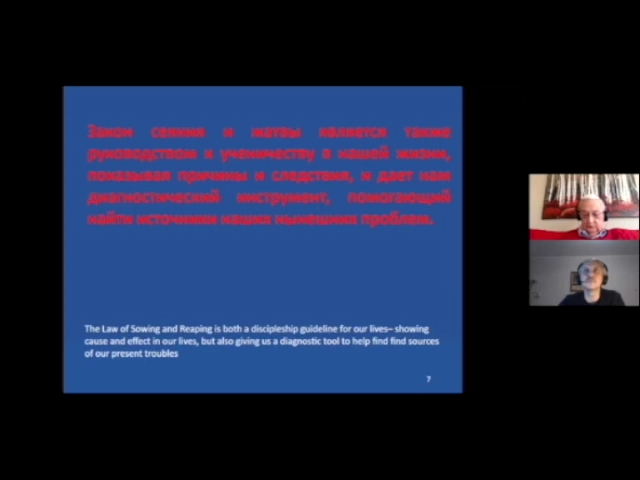 Закон сеяния и жатвы является также
руководством к ученичеству в нашей жизни,
показывая причины и следствия, и дает нам
диагностический инструмент, помогающий
найти источники наших нынешних проблем.
The Law of Sowing and Reaping is both a discipleship guideline for our lives– showing
cause and effect in our lives, but also giving us a diagnostic tool to help find find sources
of our present troubles
7